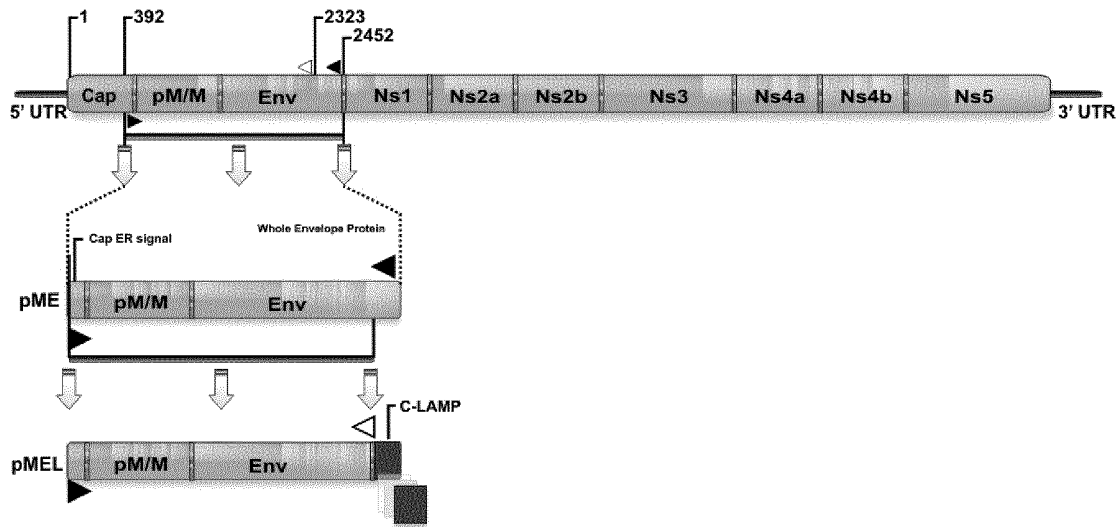 1
392
2323
2452
Cap pM/M Env Ns1 Ns2a Ns2b Ns3 Ns4a Ns4b Ns5
5' UTR
3' UTR
Cap ER signal
Whole Envelope Protein
pME pM/M Env
C-LAMP
pMEL pM/M Env